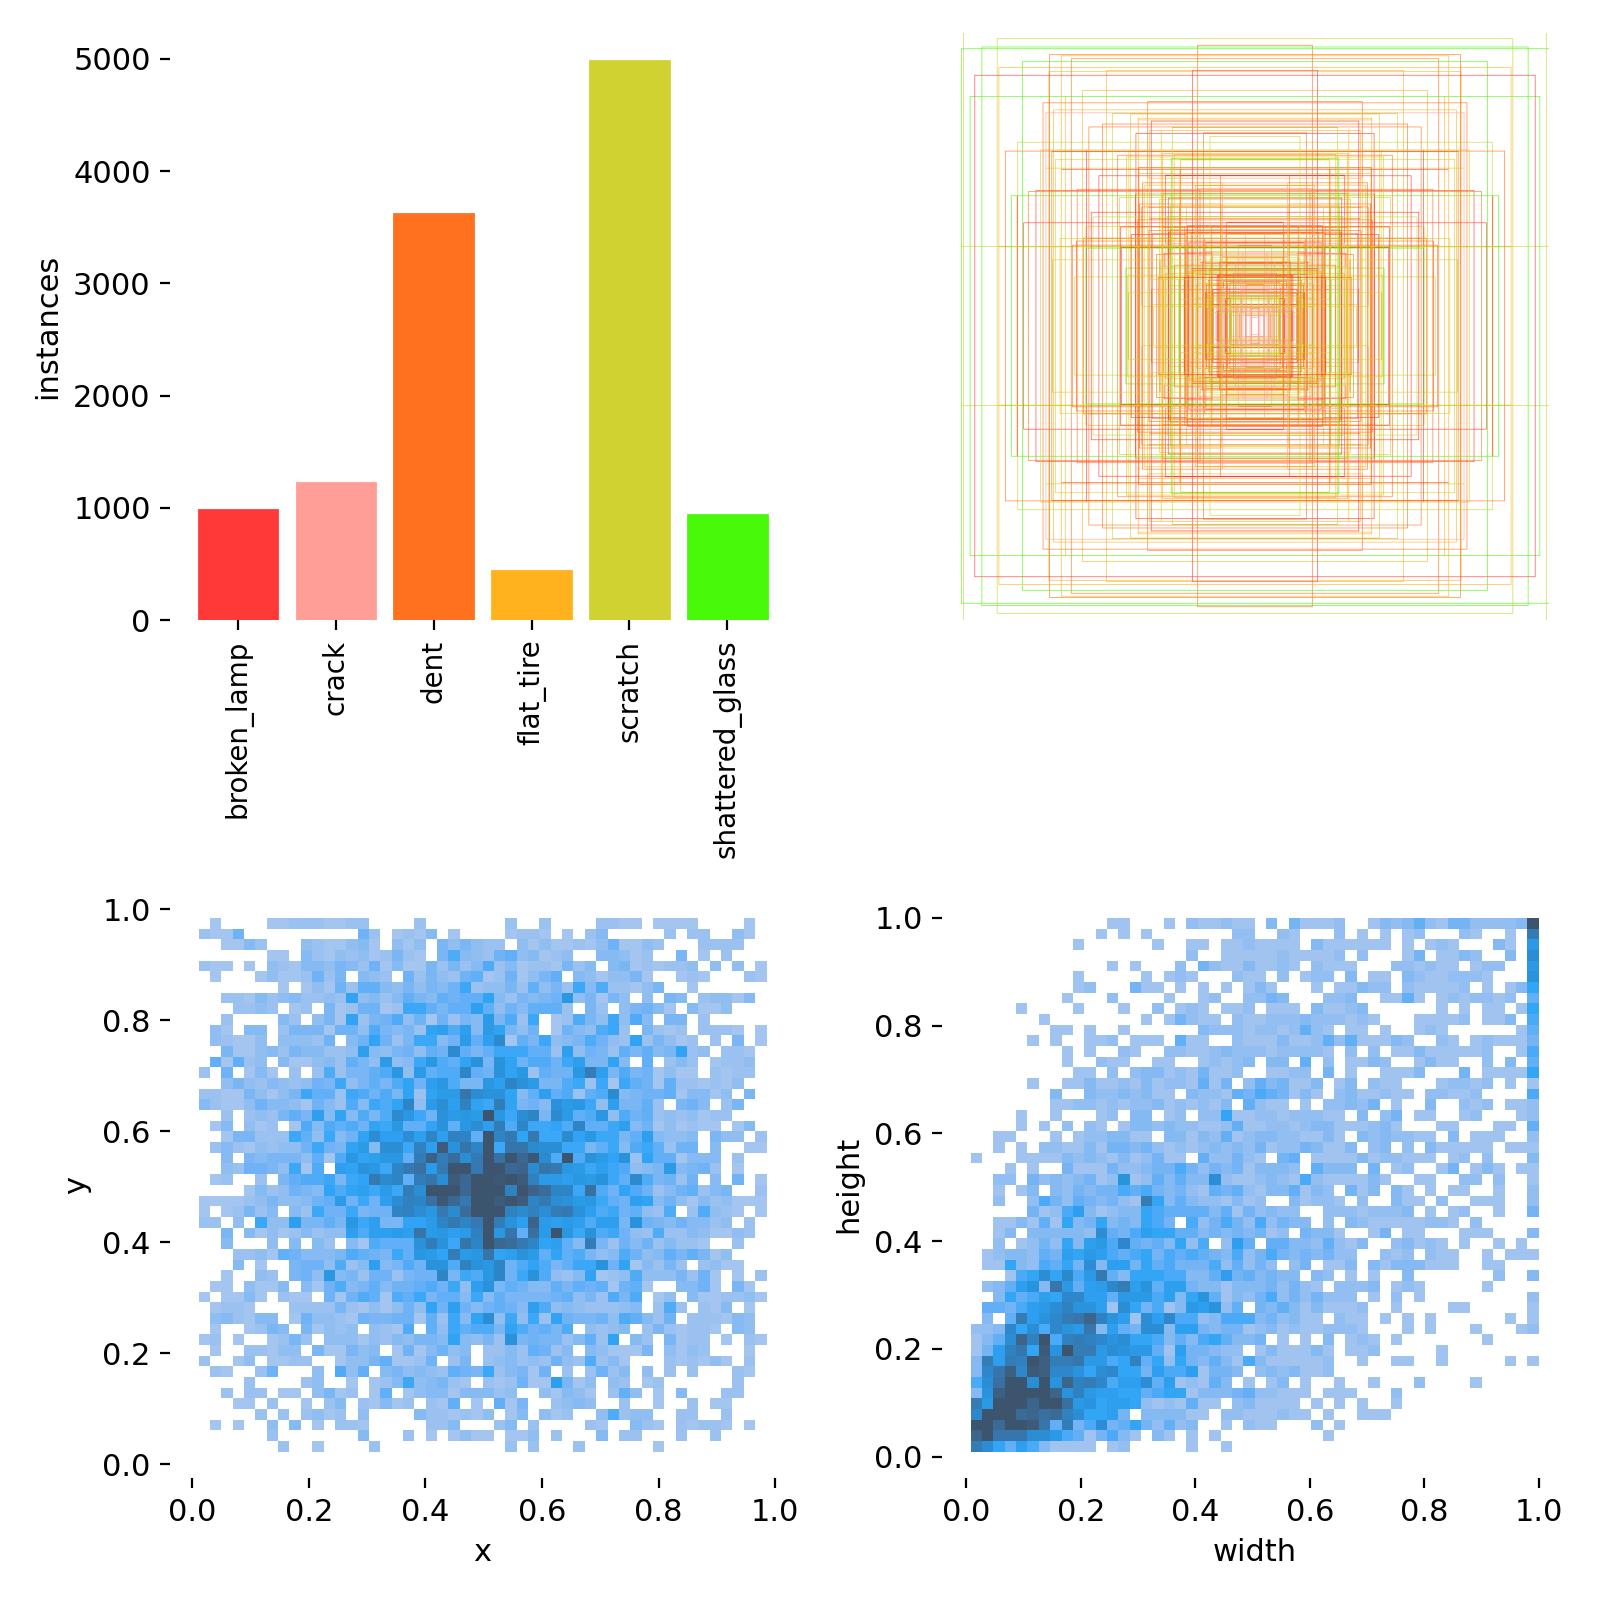 instances
5000
4000
3000
2000
1000
0
broken_lamp
crack
dent
flat_tire
scratch
shattered_glass
y
1.0
0.8
0.6
0.4
0.2
0.0
0.0 0.2 0.4 0.6 0.8 1.0
x
height
1.0
0.8
0.6
0.4
0.2
0.0
0.0 0.2 0.4 0.6 0.8 1.0
width